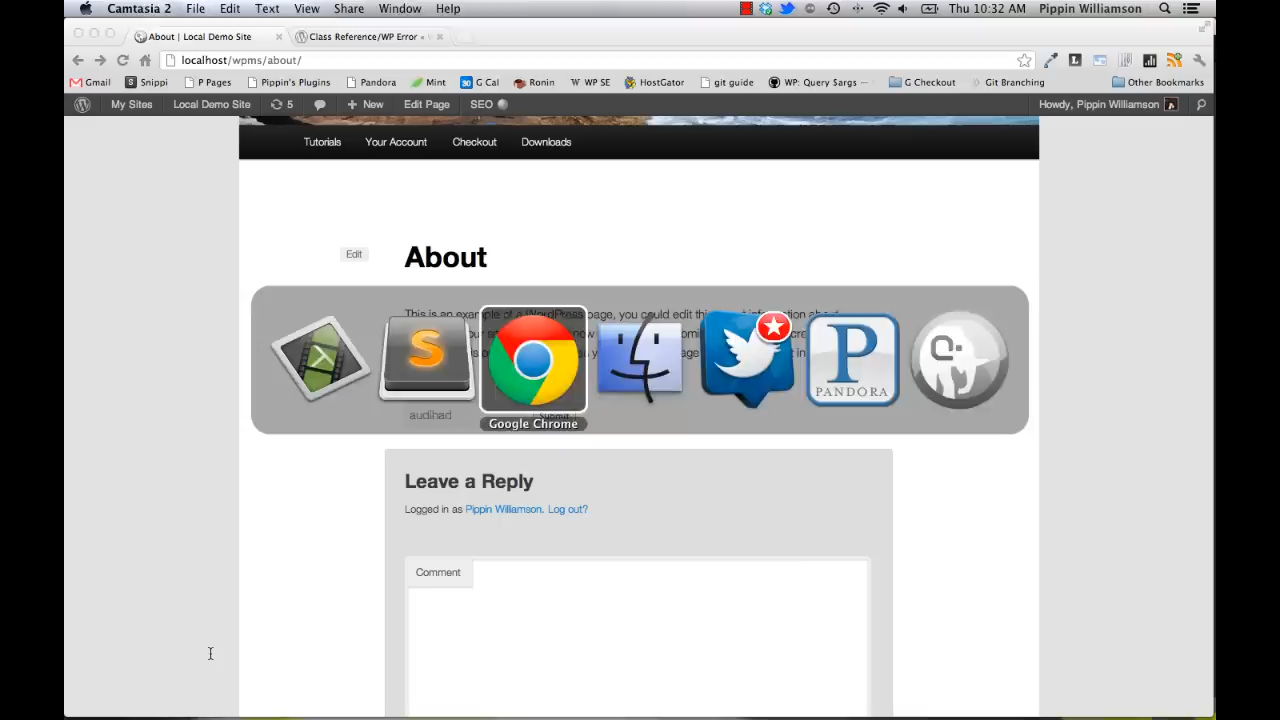 Camtasia 2 File Edit Text View Share Window Help Thu 10:32 AM Pippin Williamson
About | Local Demo Site Class Reference/WP Error «
localhost/wpms/about/
Gmail Snippi P Pages Pippin's Plugins Pandora Mint G Cal Ronin WP SE HostGator git guide WP: Query Sargs G Checkout Git Branching Other Bookmarks
My Sites Local Demo Site 5 New Edit Page SEO Howdy, Pippin Williamson
Tutorials Your Account Checkout Downloads
Edit
About
This is an example of a WordPress page, you could edit this
PANDORA
audihad Submit
Google Chrome
Leave a Reply
Logged in as Pippin Williamson. Log out?
Comment